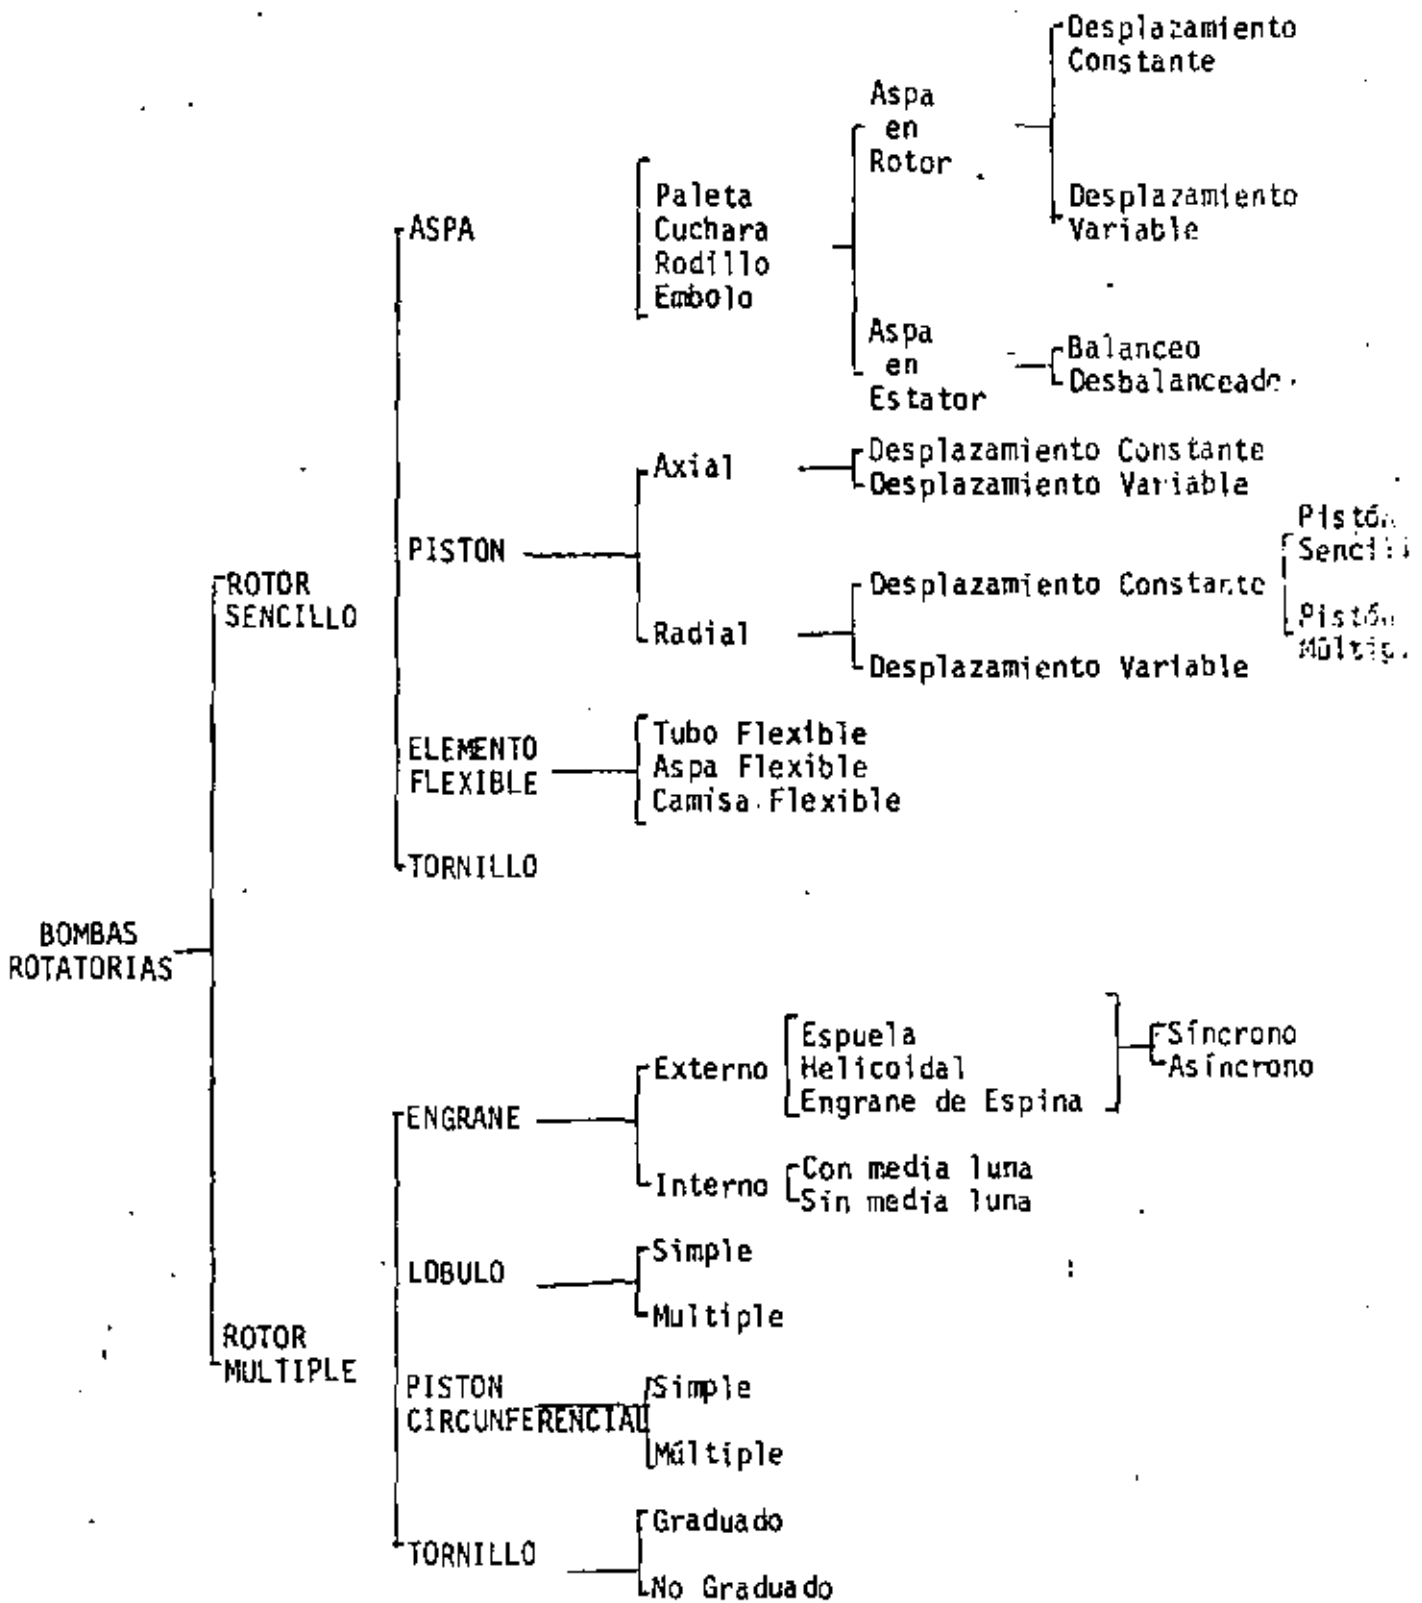 Desplazamiento
Constante
Aspa
en
Rotor
Desplazamiento
Variable
Paleta
Cuchara
Rodillo
Embolo
ASPA
Aspa
en
Estator
Balanceo
Desbalanceado
Axial
Desplazamiento Constante
Desplazamiento Variable
PISTON
Pistón
ROTOR
SENCILLO
Desplazamiento Constante
Radial
Pistón
Desplazamiento Variable
ELEMENTO
FLEXIBLE
Tubo Flexible
Aspa Flexible
Camisa Flexible
TORNILLO
BOMBAS
ROTATORIAS
Externo
Espuela
Helicoidal
Engrane de Espina
Síncrono
Asíncrono
ENGRANE
Interno
Con media luna
Sin media luna
LOBULO
Simple
Multiple
ROTOR
MULTIPLE
PISTON
CIRCUNFERENCIAL
Simple
Múltiple
TORNILLO
Graduado
No Graduado